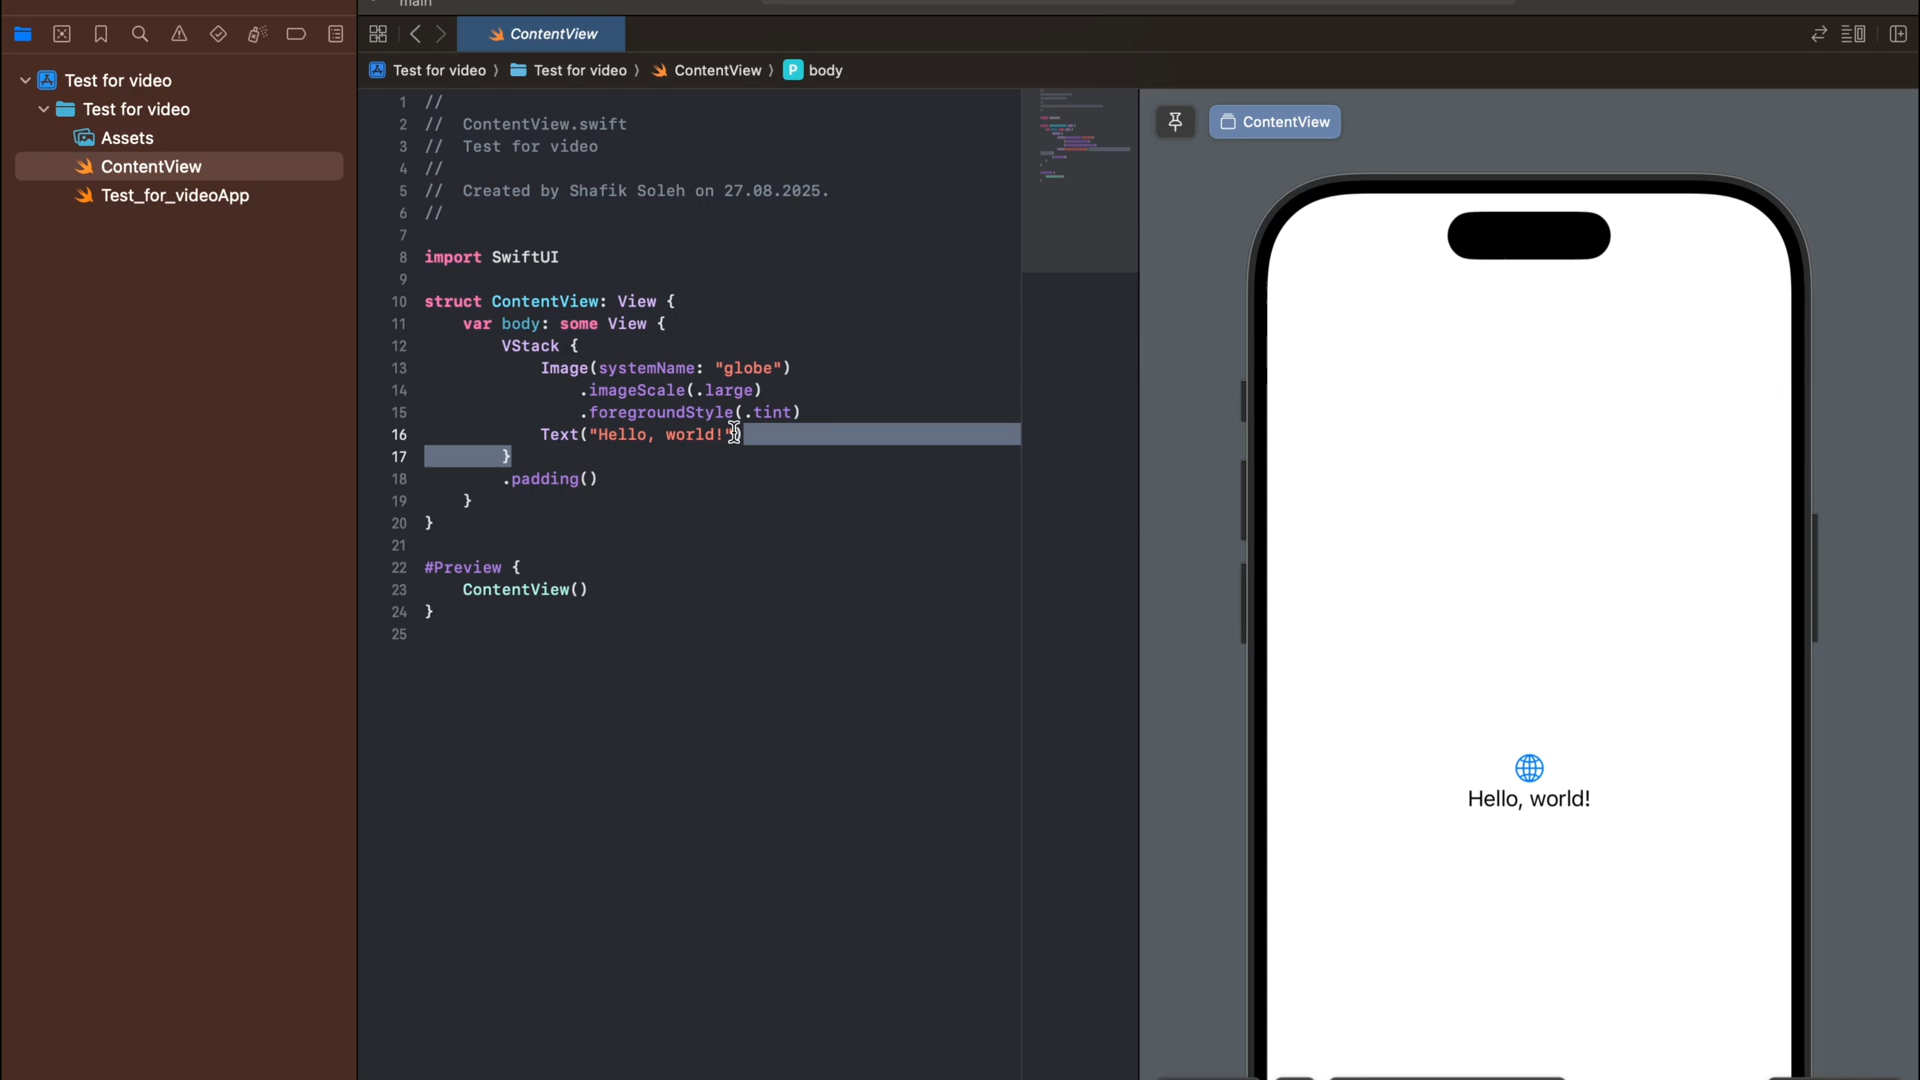 main
ContentView
Test for video 〉 Test for video 〉 ContentView 〉 P body
Test for video
Test for video
Assets
ContentView
Test_for_videoApp
1 //
2 //  ContentView.swift
3 //  Test for video
4 //
5 //  Created by Shafik Soleh on 27.08.2025.
6 //
7
8 import SwiftUI
9
10 struct ContentView: View {
11     var body: some View {
12         VStack {
13             Image(systemName: "globe")
14                 .imageScale(.large)
15                 .foregroundStyle(.tint)
16             Text("Hello, world!")
17         }
18         .padding()
19     }
20 }
21
22 #Preview {
23     ContentView()
24 }
25
ContentView
Hello, world!